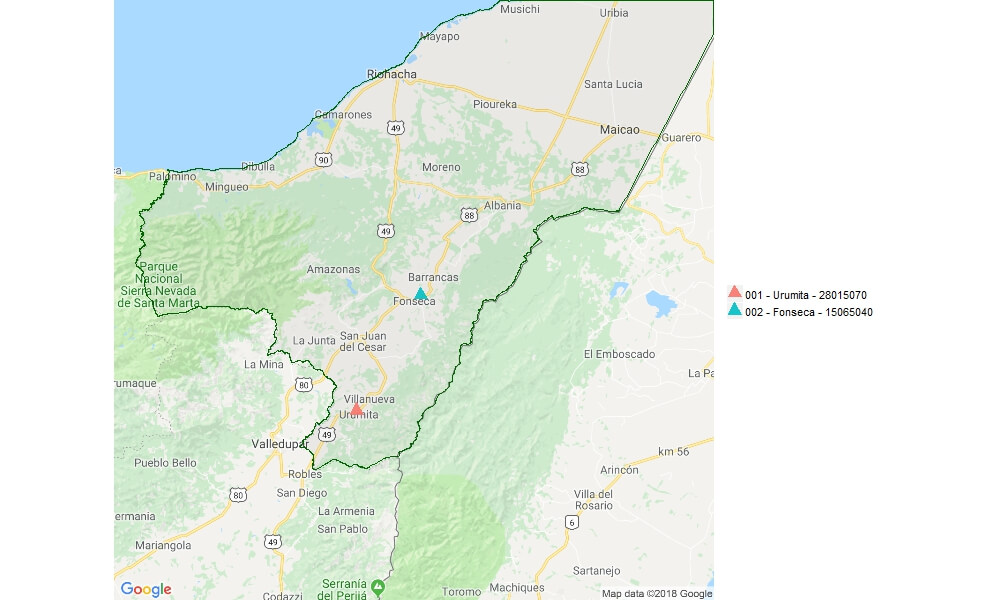 Musichi
Uribia
Mayapo
Riohacha
Santa Lucia
Pioureka
Camarones
49
Maicao
Guarero
90
Dibulla
Moreno
88
Palomino
Mingueo
Albania
88
49
Parque
Nacional
Sierra Nevada
de Santa Marta
Amazonas
Barrancas
Fonseca
001 - Urumita - 28015070
002 - Fonseca - 15065040
San Juan
del Cesar
La Junta
La Mina
El Emboscado
La Pa
rumaque
80
Villanueva
Urumita
49
Valledupar
km 56
Pueblo Bello
Robles
Arincón
80
San Diego
Villa del
Rosario
La Armenia
ermania
San Pablo
6
Mariangola
49
Sartanejo
Serranía
del Perijá
Codazzi
Toromo
Machiques
Google
Map data ©2018 Google